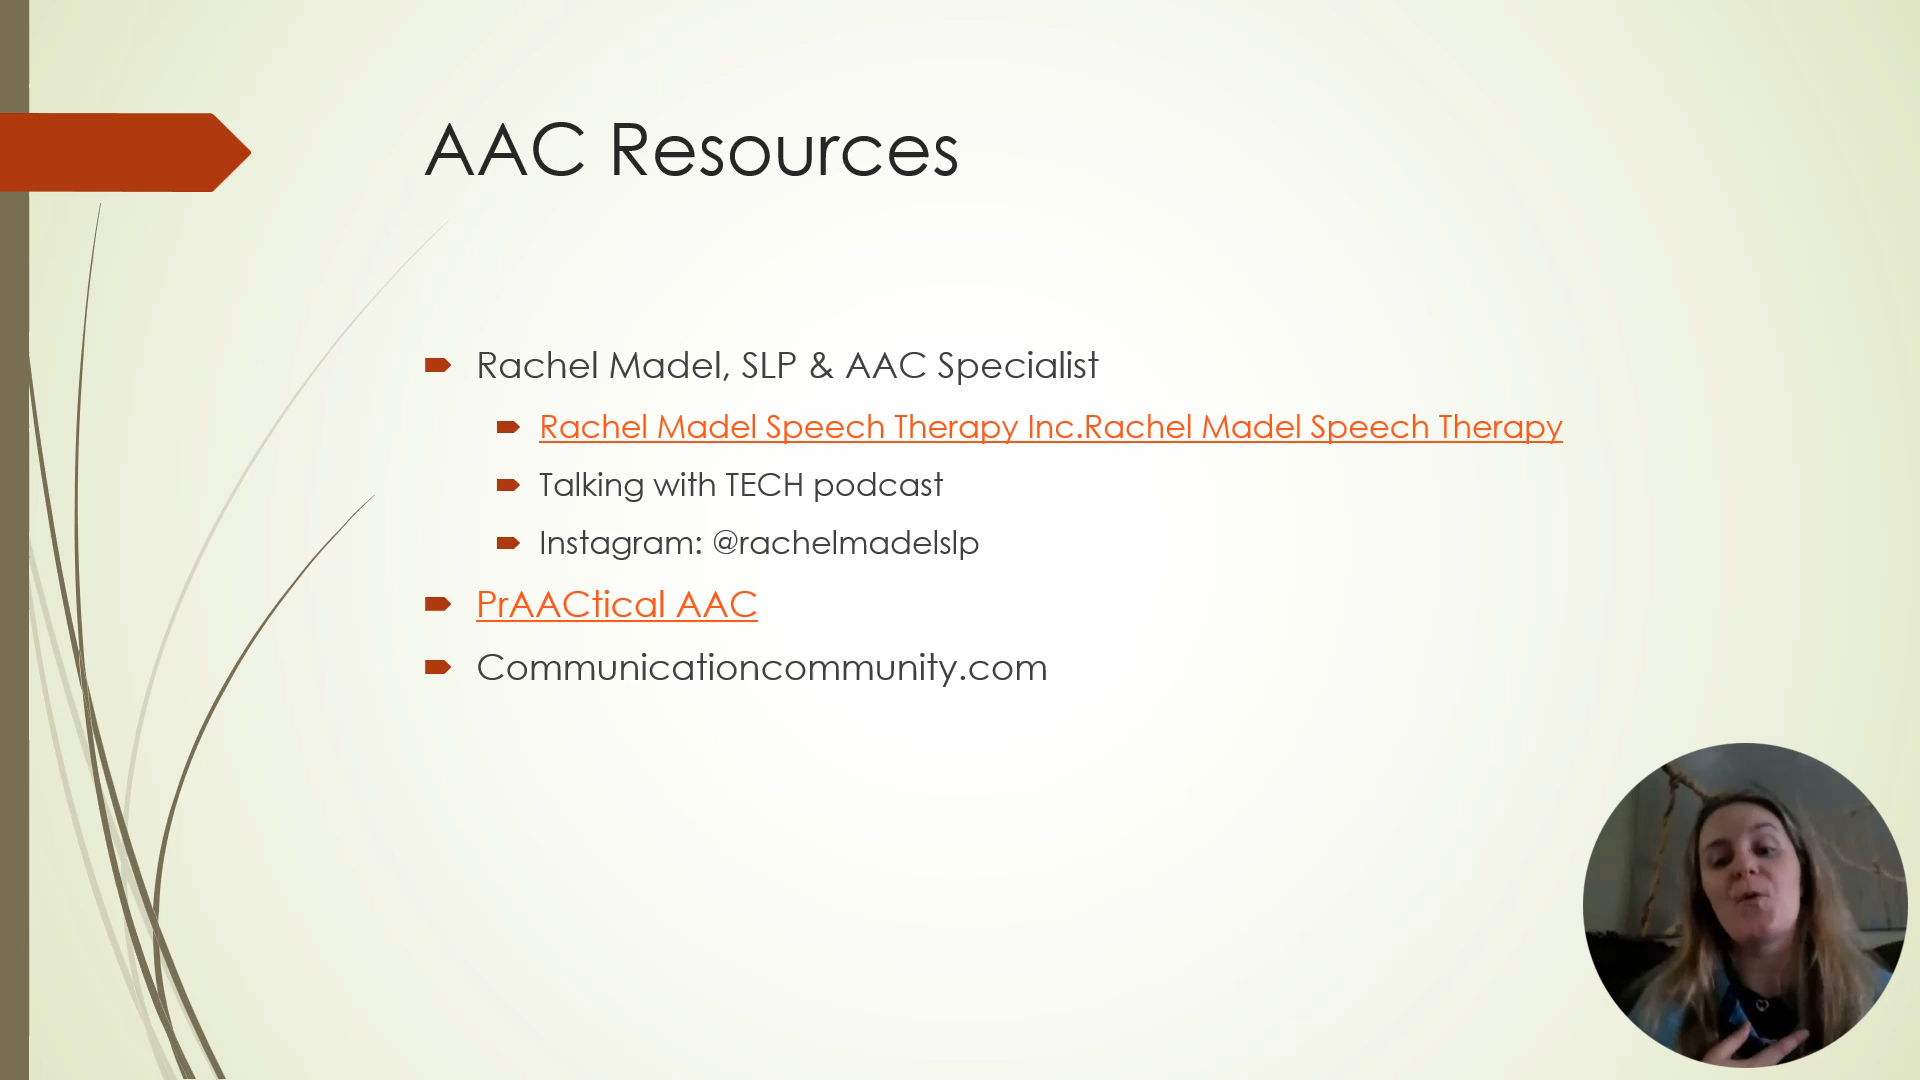 AAC Resources
Rachel Madel, SLP & AAC Specialist
Rachel Madel Speech Therapy Inc.Rachel Madel Speech Therapy
Talking with TECH podcast
Instagram: @rachelmadelslp
PrAACtical AAC
Communicationcommunity.com